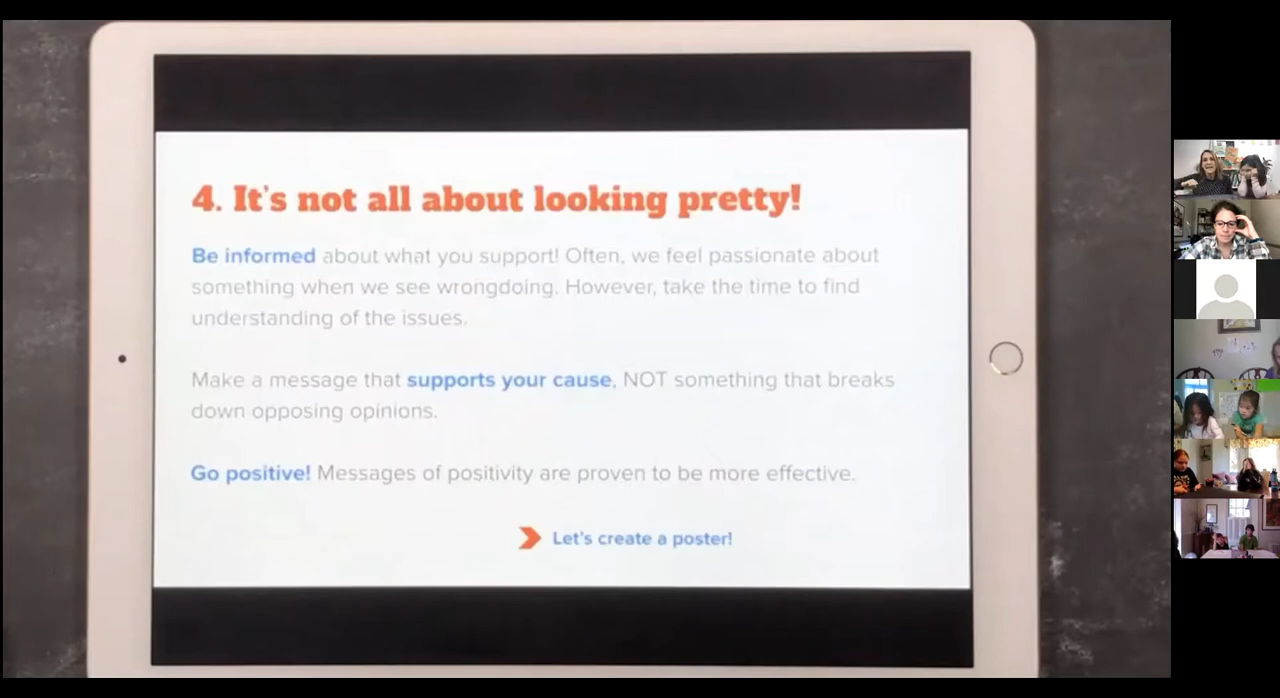 4. It's not all about looking pretty!
Be informed about what you support! Often, we feel passionate about
something when we see wrongdoing. However, take the time to find
understanding of the issues.
Make a message that supports your cause, NOT something that breaks
down opposing opinions.
Go positive! Messages of positivity are proven to be more effective.
Let's create a poster!